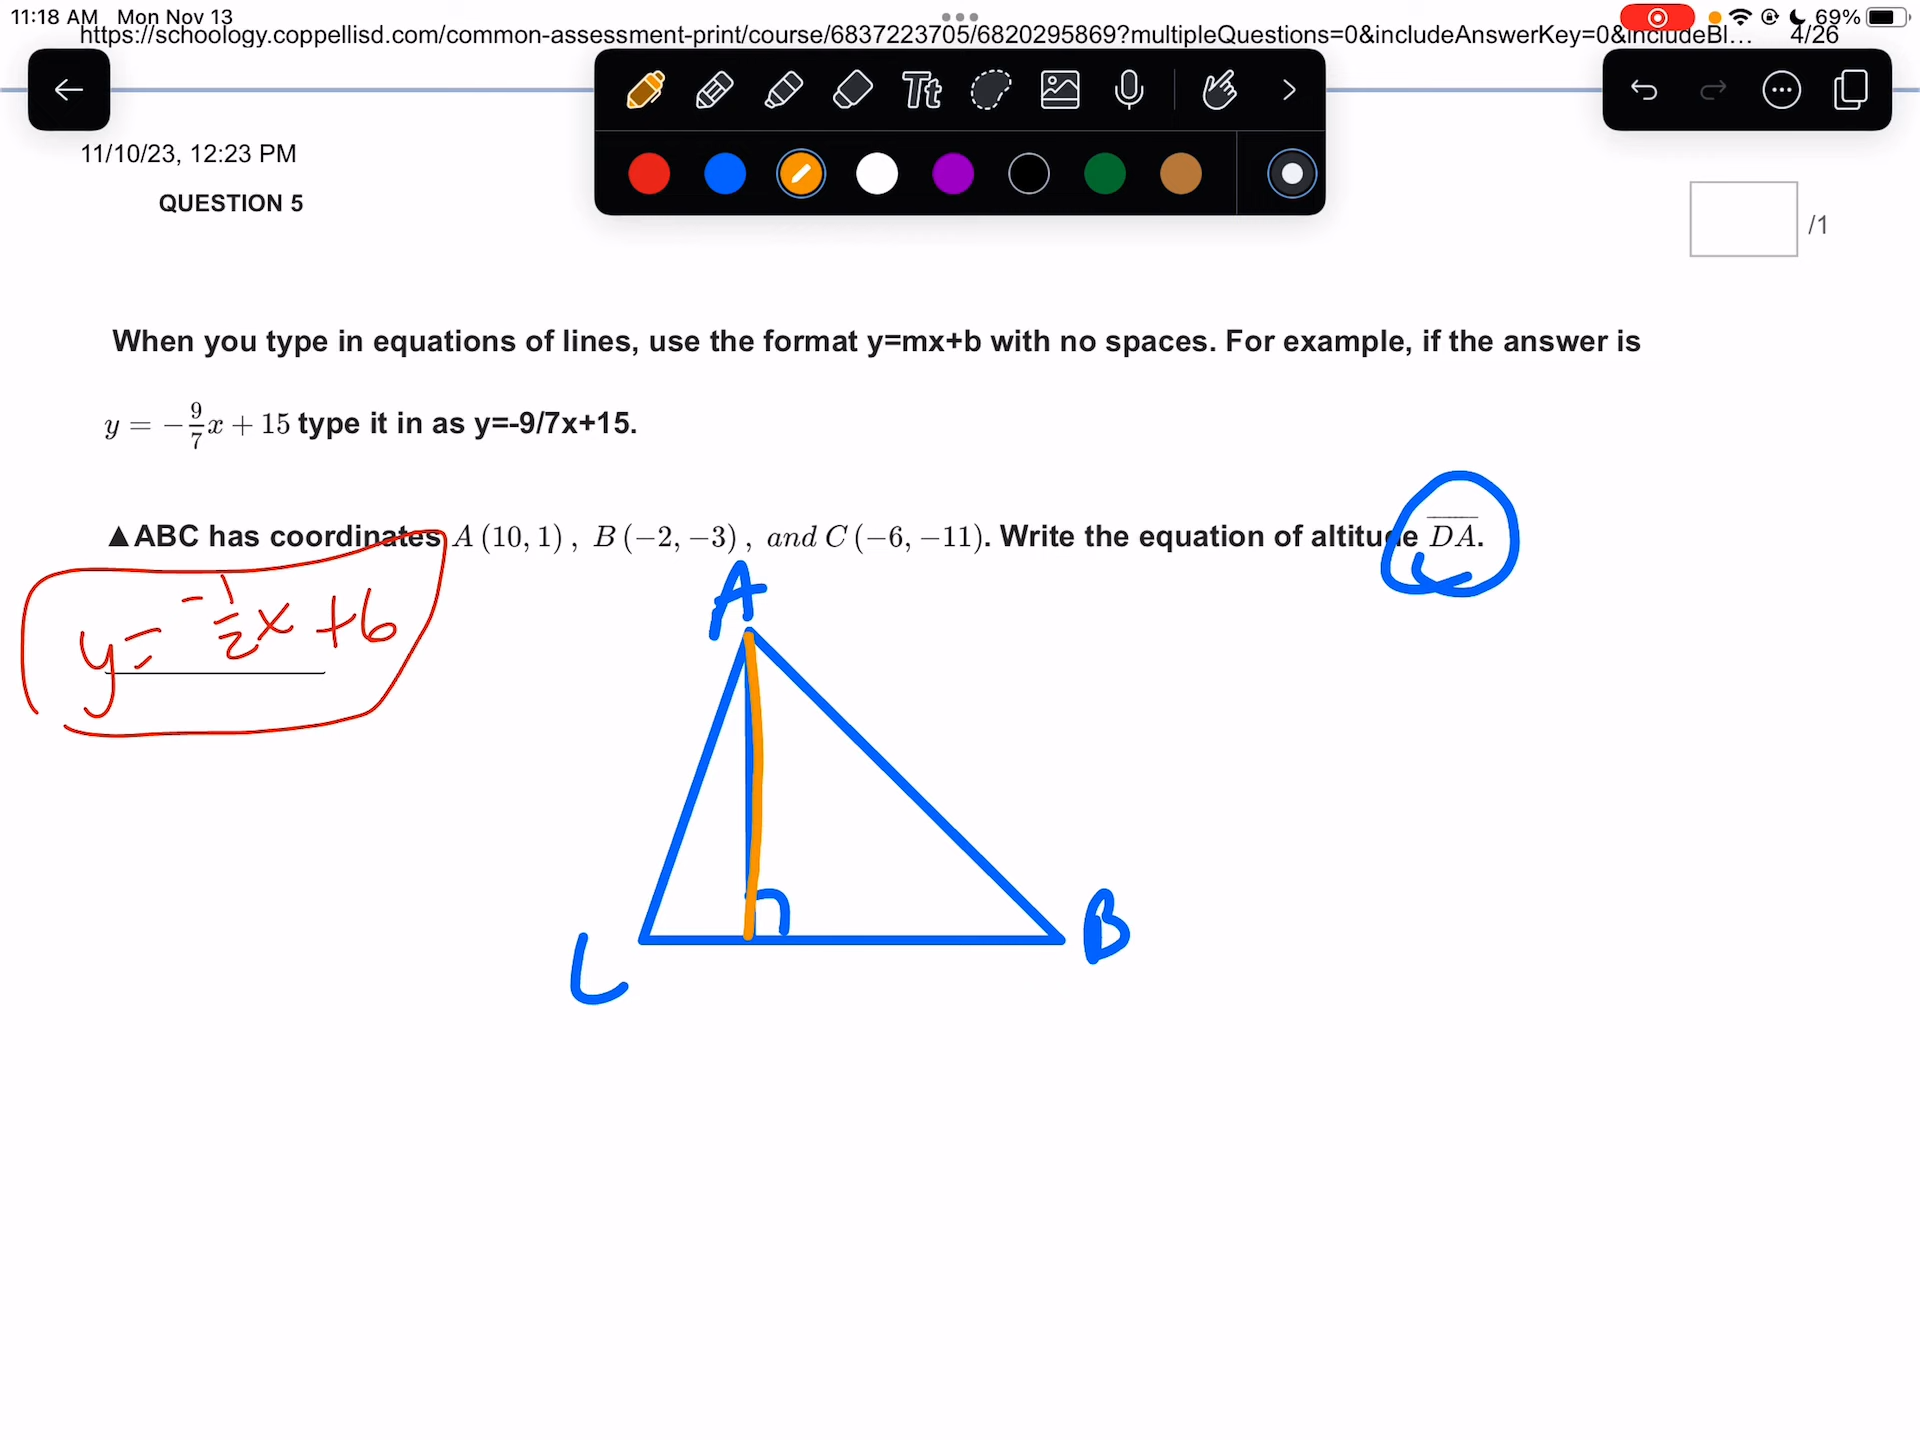 11:18 AM Mon Nov 13
69%
https://schoology.coppellisd.com/common-assessment-print/course/6837223705/6820295869?multipleQuestions=0&includeAnswerKey=0&includeBl... 4/26
Tt
11/10/23, 12:23 PM
QUESTION 5
/1
When you type in equations of lines, use the format y=mx+b with no spaces. For example, if the answer is
y = −9/7x + 15 type it in as y=-9/7x+15.
▲ABC has coordinates A (10, 1) , B (−2, −3) , and C (−6, −11). Write the equation of altitude DA.
y = -1/2x +6
A
B
C